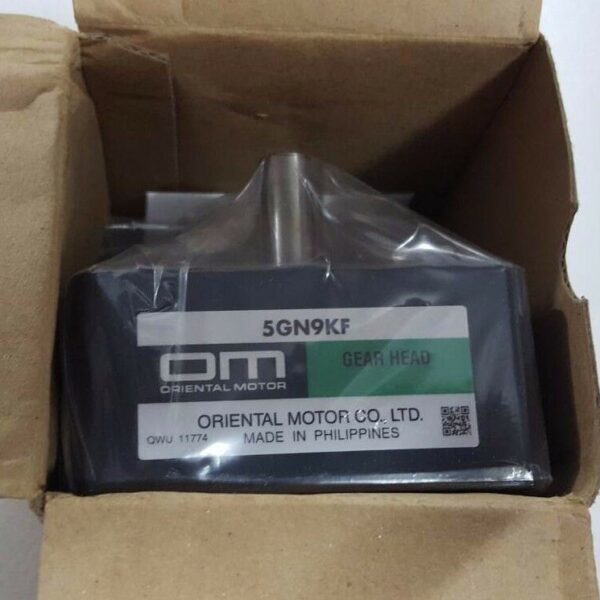 5GN9KF
OM
GEAR HEAD
ORIENTAL MOTOR
ORIENTAL MOTOR CO., LTD.
QWU 11774 MADE IN PHILIPPINES